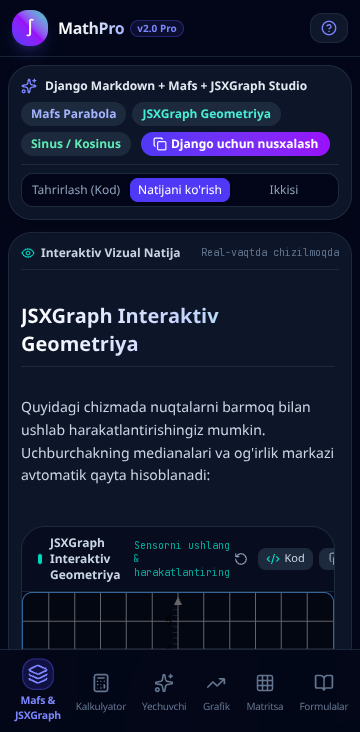 MathPro v2.0 Pro
Django Markdown + Mafs + JSXGraph Studio
Mafs Parabola JSXGraph Geometriya
Sinus / Kosinus Django uchun nusxalash
Tahrirlash (Kod) Natijani ko'rish Ikkisi
Interaktiv Vizual Natija Real-vaqtda chizilmoqda
JSXGraph Interaktiv
Geometriya
Quyidagi chizmada nuqtalarni barmoq bilan
ushlab harakatlantirishingiz mumkin.
Uchburchakning medianalari va og'irlik markazi
avtomatik qayta hisoblanadi:
JSXGraph
Interaktiv
Geometriya
Sensorni ushlang
&
harakatlantiring
Kod
Mafs &
JSXGraph
Kalkulyator
Yechuvchi
Grafik
Matritsa
Formulalar